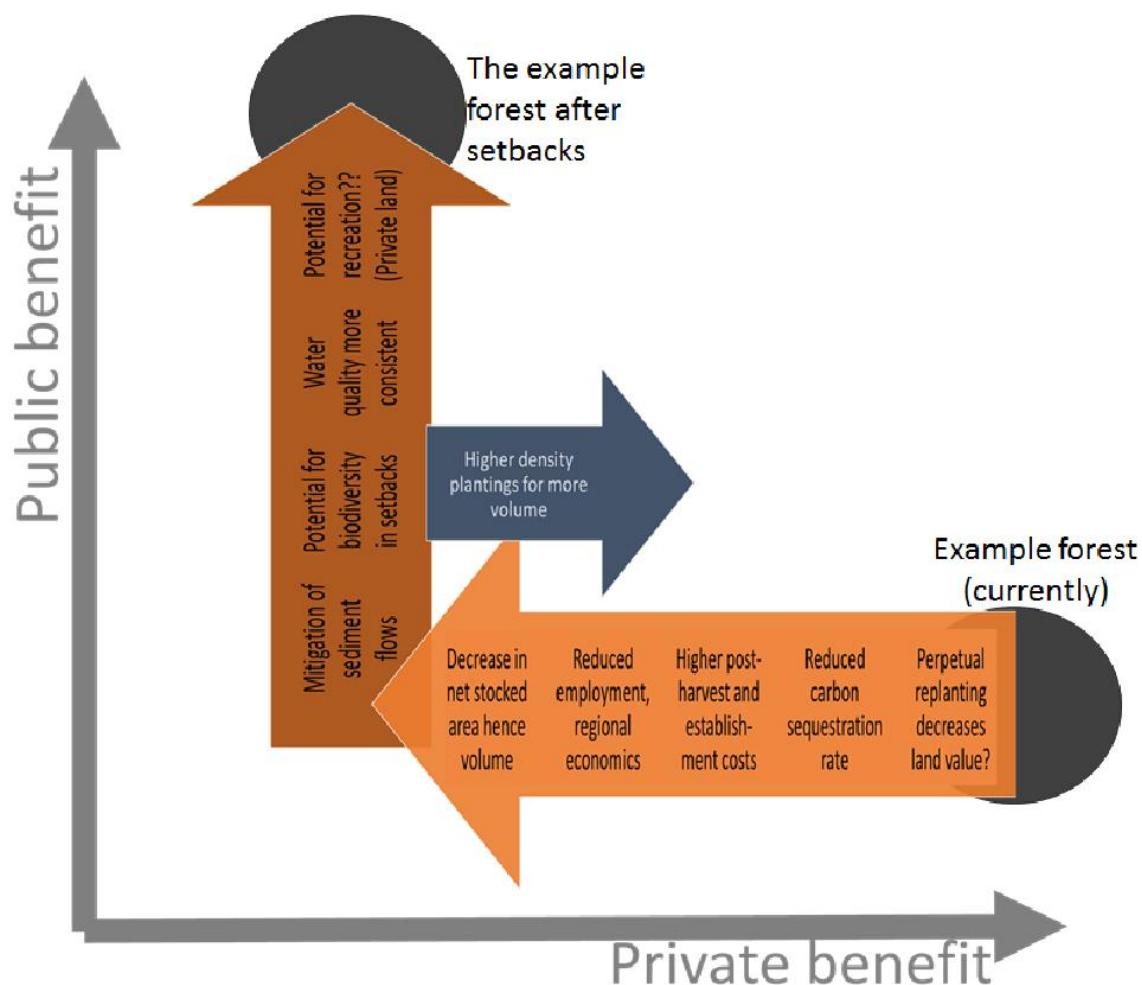 The example
forest after
setbacks
Public benefit
Potential for
recreation??
(Private land)
Water
quality more
consistent
Potential for
biodiversity
in setbacks
Mitigation of
sediment
flows
Higher density
plantings for more
volume
Example forest
(currently)
Decrease in
net stocked
area hence
volume
Reduced
employment,
regional
economics
Higher post-
harvest and
establish-
ment costs
Reduced
carbon
sequestration
rate
Perpetual
replanting
decreases
land value?
Private benefit